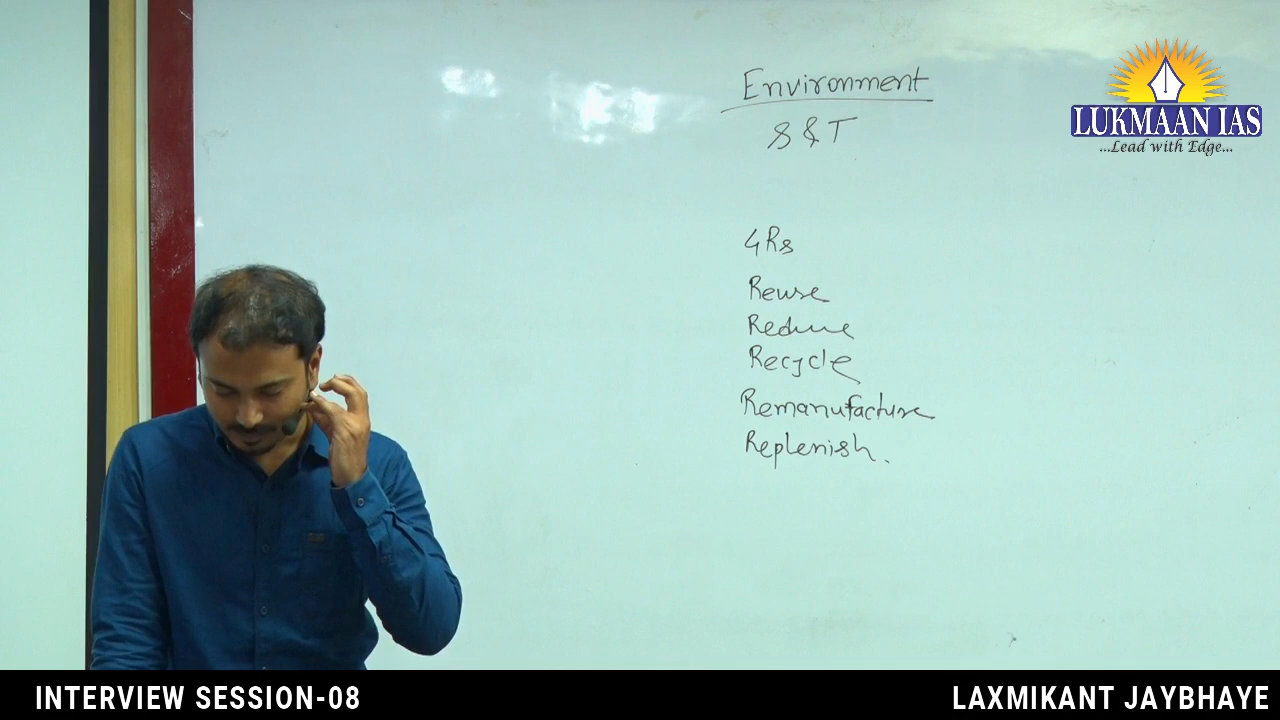 Environment
S & T
LUKMAAN IAS
...Lead with Edge...
4Rs
Reuse
Reduce
Recycle
Remanufacture
Replenish.
INTERVIEW SESSION-08
LAXMIKANT JAYBHAYE